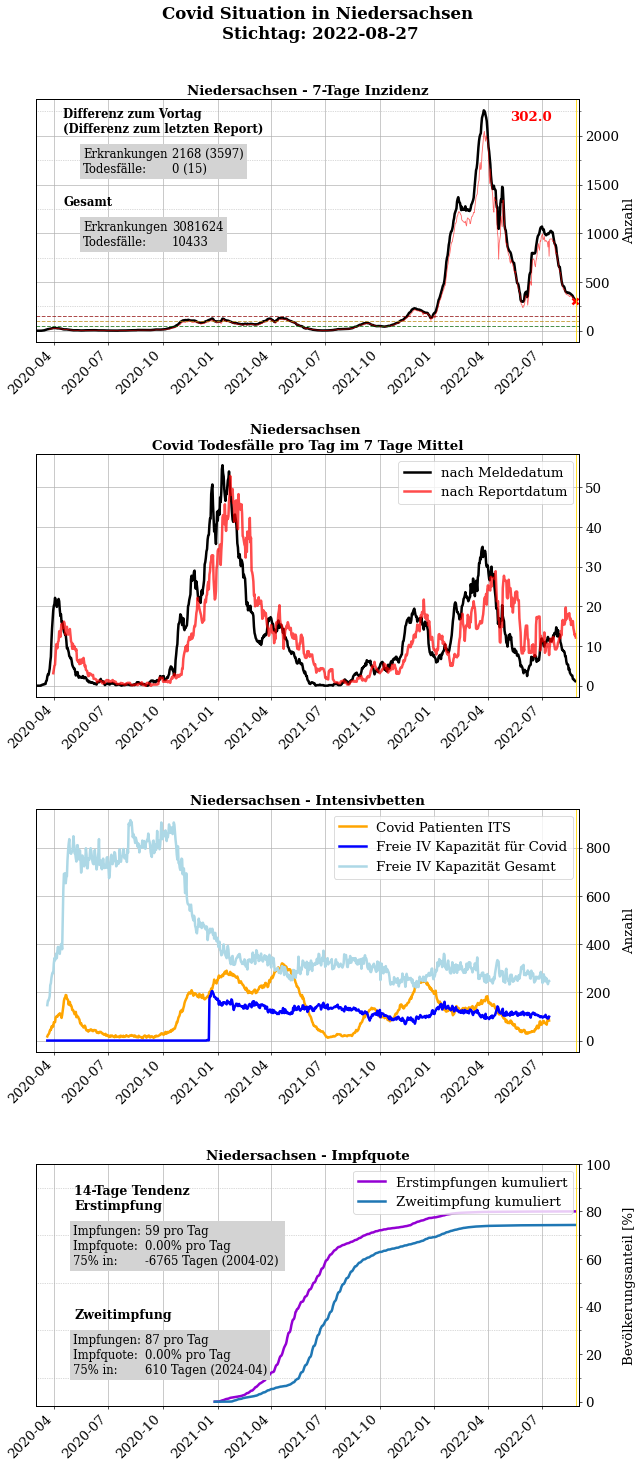 Covid Situation in Niedersachsen
Stichtag: 2022-08-27
Niedersachsen - 7-Tage Inzidenz
Differenz zum Vortag
(Differenz zum letzten Report)
Erkrankungen 2168 (3597)
Todesfälle: 0 (15)
Gesamt
Erkrankungen 3081624
Todesfälle: 10433
302.0
2000
1500
1000
500
0
Anzahl
2020-04
2020-07
2020-10
2021-01
2021-04
2021-07
2021-10
2022-01
2022-04
2022-07
Niedersachsen
Covid Todesfälle pro Tag im 7 Tage Mittel
nach Meldedatum
nach Reportdatum
50
40
30
20
10
0
2020-04
2020-07
2020-10
2021-01
2021-04
2021-07
2021-10
2022-01
2022-04
2022-07
Niedersachsen - Intensivbetten
Covid Patienten ITS
Freie IV Kapazität für Covid
Freie IV Kapazität Gesamt
800
600
400
200
0
Anzahl
2020-04
2020-07
2020-10
2021-01
2021-04
2021-07
2021-10
2022-01
2022-04
2022-07
Niedersachsen - Impfquote
14-Tage Tendenz
Erstimpfung
Impfungen: 59 pro Tag
Impfquote: 0.00% pro Tag
75% in: -6765 Tagen (2004-02)
Zweitimpfung
Impfungen: 87 pro Tag
Impfquote: 0.00% pro Tag
75% in: 610 Tagen (2024-04)
Erstimpfungen kumuliert
Zweitimpfung kumuliert
100
80
60
40
20
0
Bevölkerungsanteil [%]
2020-04
2020-07
2020-10
2021-01
2021-04
2021-07
2021-10
2022-01
2022-04
2022-07